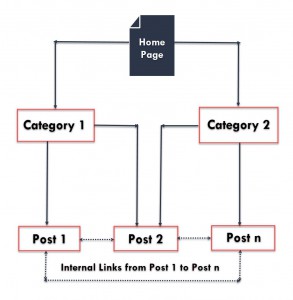 Home
Page
Category 1
Category 2
Post 1
Post 2
Post n
Internal Links from Post 1 to Post n